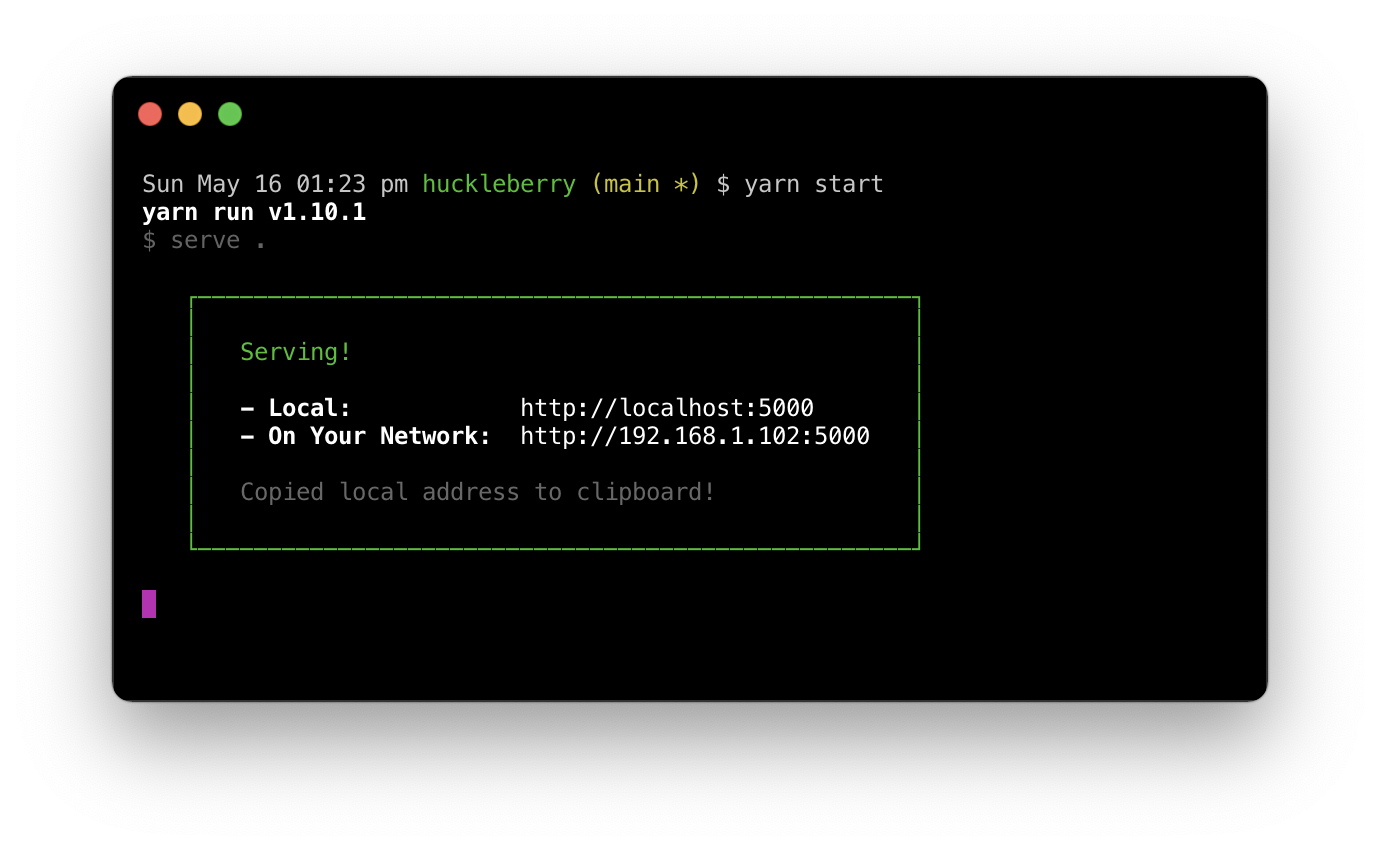 Sun May 16 01:23 pm huckleberry (main *) $ yarn start
yarn run v1.10.1
$ serve .
Serving!
- Local: http://localhost:5000
- On Your Network: http://192.168.1.102:5000
Copied local address to clipboard!